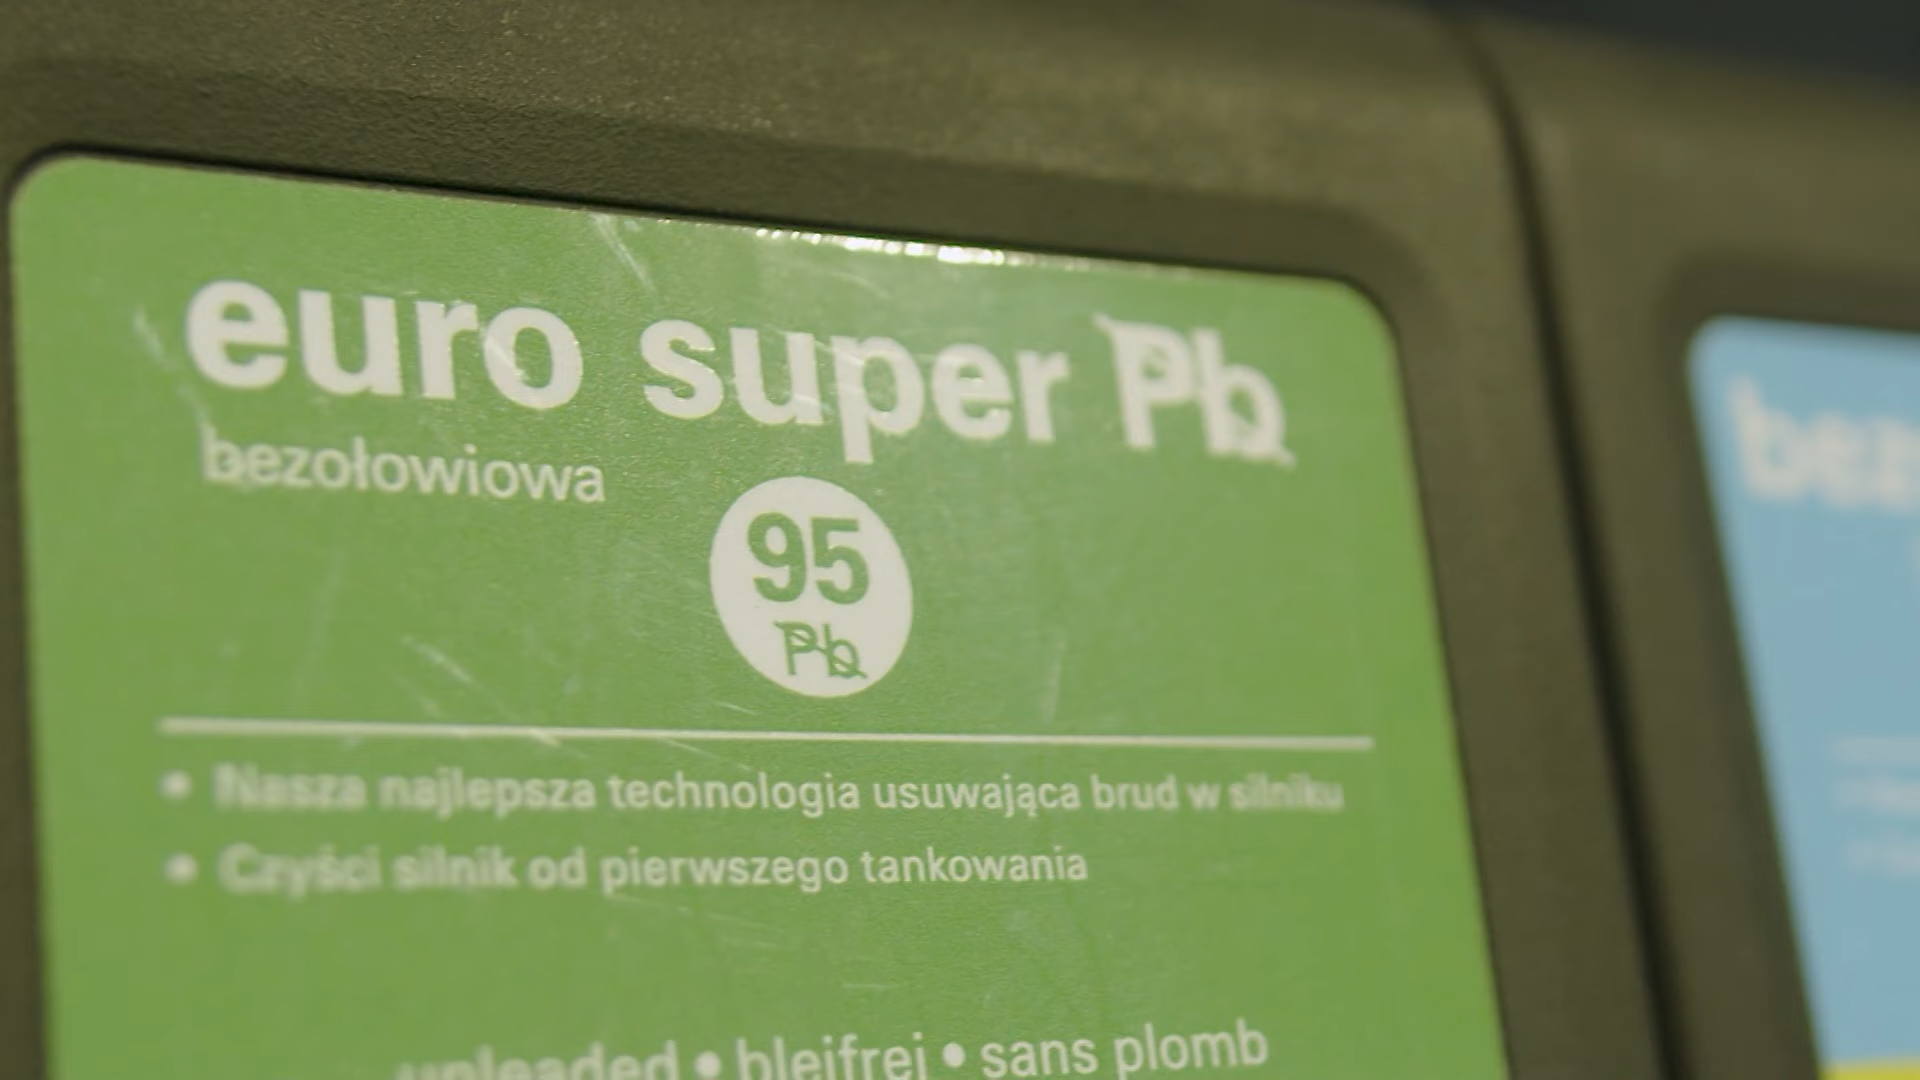 euro super Pb
bezołowiowa
95
Pb
• Nasza najlepsza technologia usuwająca brud w silniku
• Czyści silnik od pierwszego tankowania
unleaded • bleifrei • sans plomb